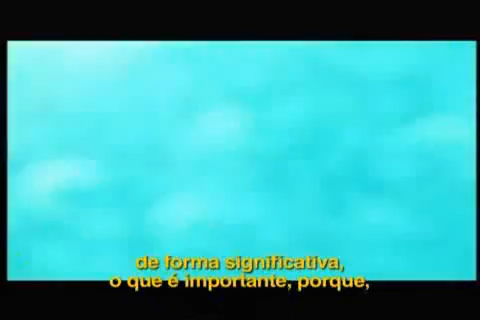 de forma significativa,
o que é importante, porque,